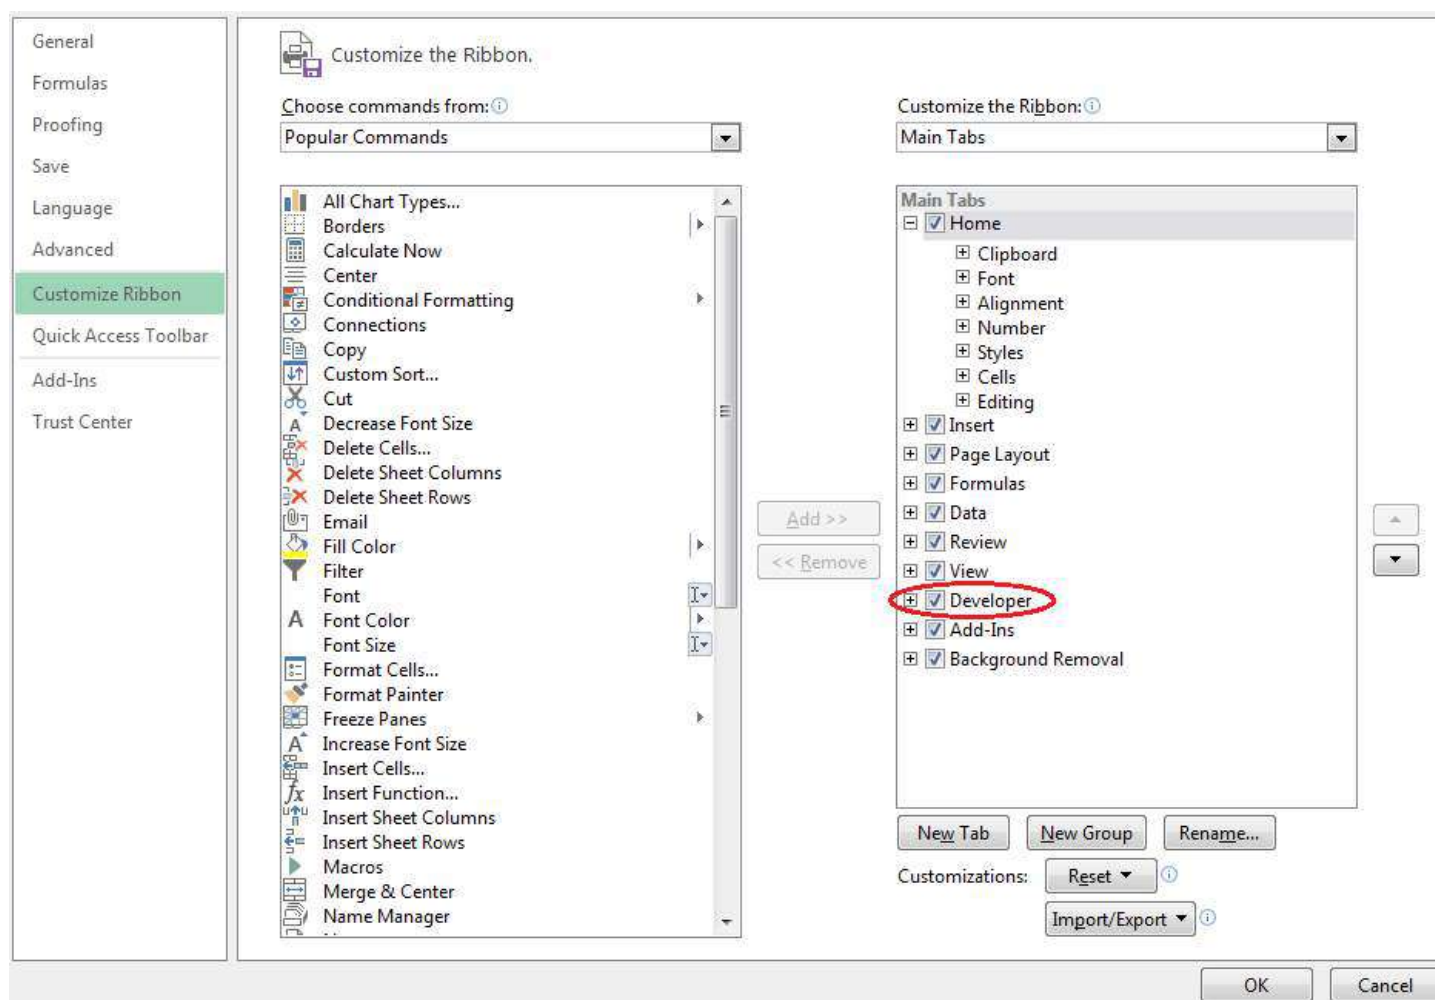 General
Formulas
Proofing
Save
Language
Advanced
Customize Ribbon
Quick Access Toolbar
Add-Ins
Trust Center
Customize the Ribbon.
Choose commands from:
Popular Commands
All Chart Types...
Borders
Calculate Now
Center
Conditional Formatting
Connections
Copy
Custom Sort...
Cut
Decrease Font Size
Delete Cells...
Delete Sheet Columns
Delete Sheet Rows
Email
Fill Color
Filter
Font
Font Color
Font Size
Format Cells...
Format Painter
Freeze Panes
Increase Font Size
Insert Cells...
Insert Function...
Insert Sheet Columns
Insert Sheet Rows
Macros
Merge & Center
Name Manager
Add >>
<< Remove
Customize the Ribbon:
Main Tabs
Main Tabs
Home
Clipboard
Font
Alignment
Number
Styles
Cells
Editing
Insert
Page Layout
Formulas
Data
Review
View
Developer
Add-Ins
Background Removal
New Tab New Group Rename...
Customizations: Reset
Import/Export
OK Cancel